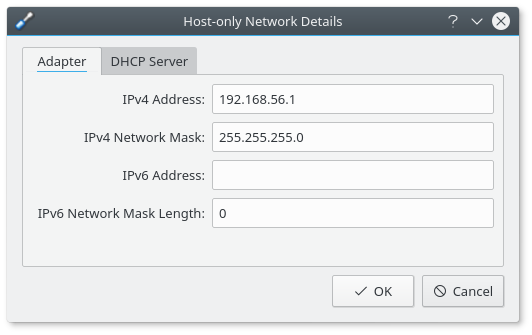 Host-only Network Details
Adapter DHCP Server
IPv4 Address: 192.168.56.1
IPv4 Network Mask: 255.255.255.0
IPv6 Address:
IPv6 Network Mask Length: 0
OK Cancel